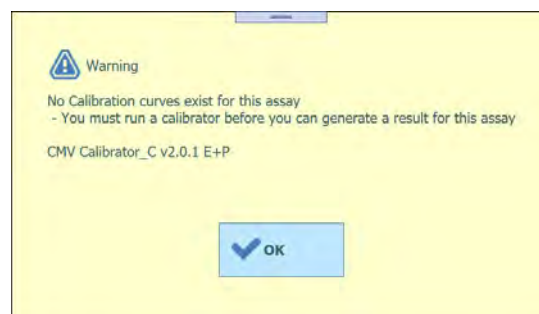 Warning
No Calibration curves exist for this assay
- You must run a calibrator before you can generate a result for this assay
CMV Calibrator_C v2.0.1 E+P
OK